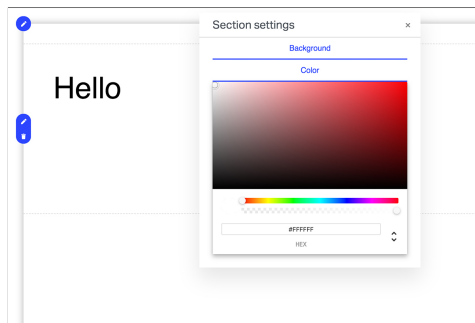 Section settings
×
Background
Color
Hello
#FFFFFF
HEX